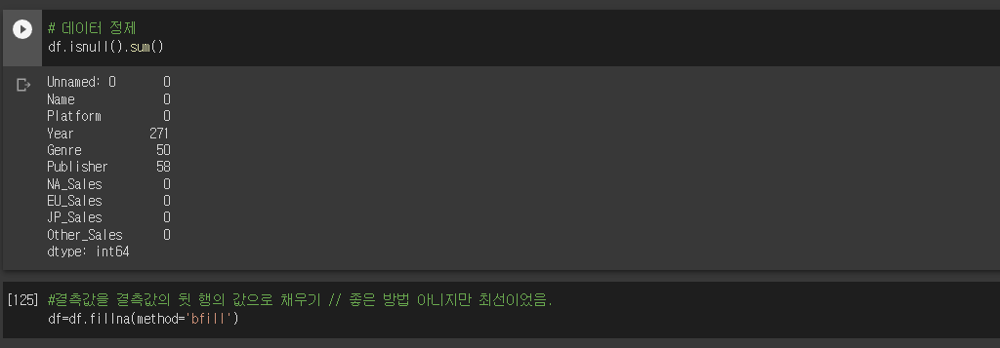 # 데이터 정제
df.isnull().sum()
Unnamed: 0 0
Name 0
Platform 0
Year 271
Genre 50
Publisher 58
NA_Sales 0
EU_Sales 0
JP_Sales 0
Other_Sales 0
dtype: int64
[125] #결측값을 결측값의 뒷 행의 값으로 채우기 // 좋은 방법 아니지만 최선이었음.
df=df.fillna(method='bfill')